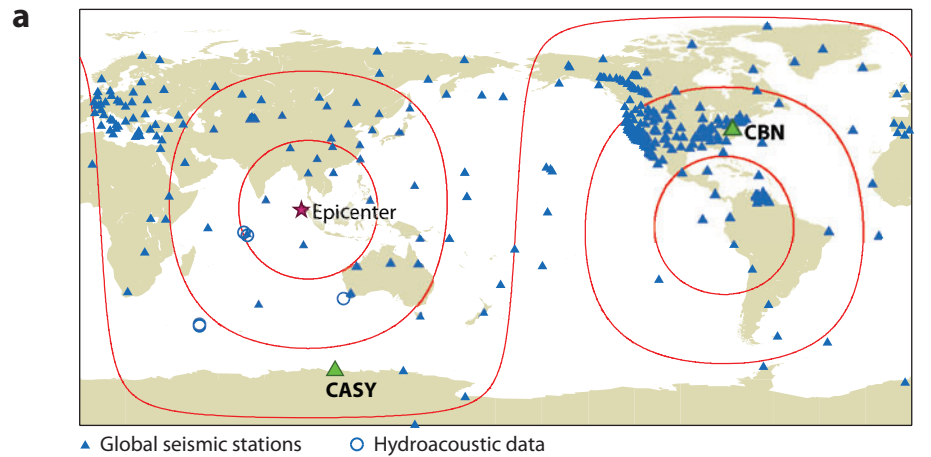 a
CBN
Epicenter
CASY
Global seismic stations Hydroacoustic data